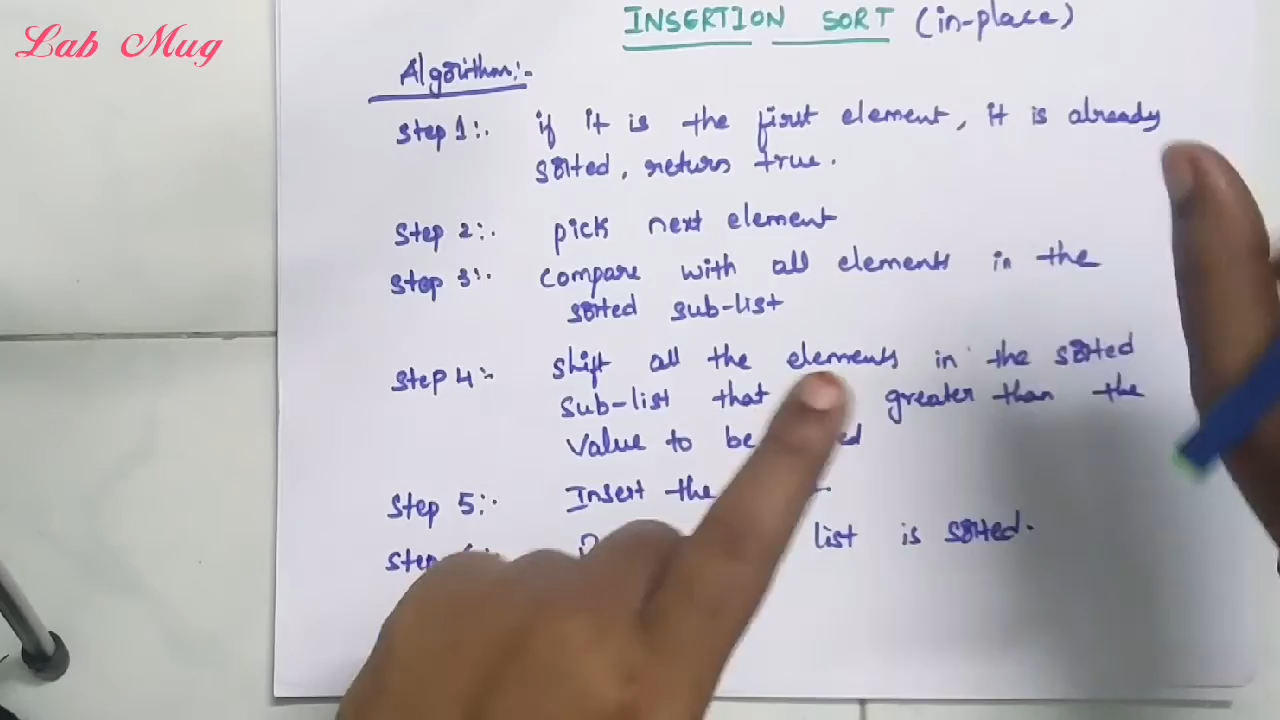 Lab Mug
INSERTION SORT (in-place)
Algorithm:-
Step 1:- if it is the first element, it is already
sorted, return true.
Step 2:- pick next element
Step 3:- compare with all elements in the
sorted sub-list
Step 4:- shift all the elements in the sorted
sub-list that greater than the
value to be
Step 5:- Insert the
Step list is sorted.